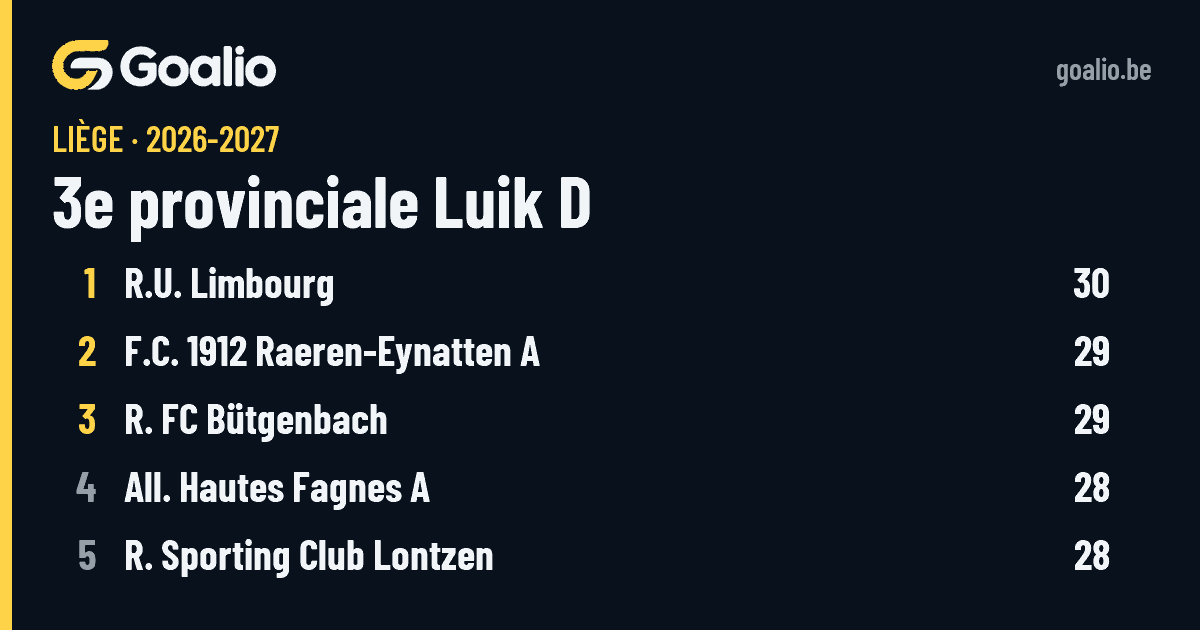 Goalio
goalio.be
LIÈGE · 2026-2027
3e provinciale Luik D
1 R.U. Limbourg 30
2 F.C. 1912 Raeren-Eynatten A 29
3 R. FC Bütgenbach 29
4 All. Hautes Fagnes A 28
5 R. Sporting Club Lontzen 28